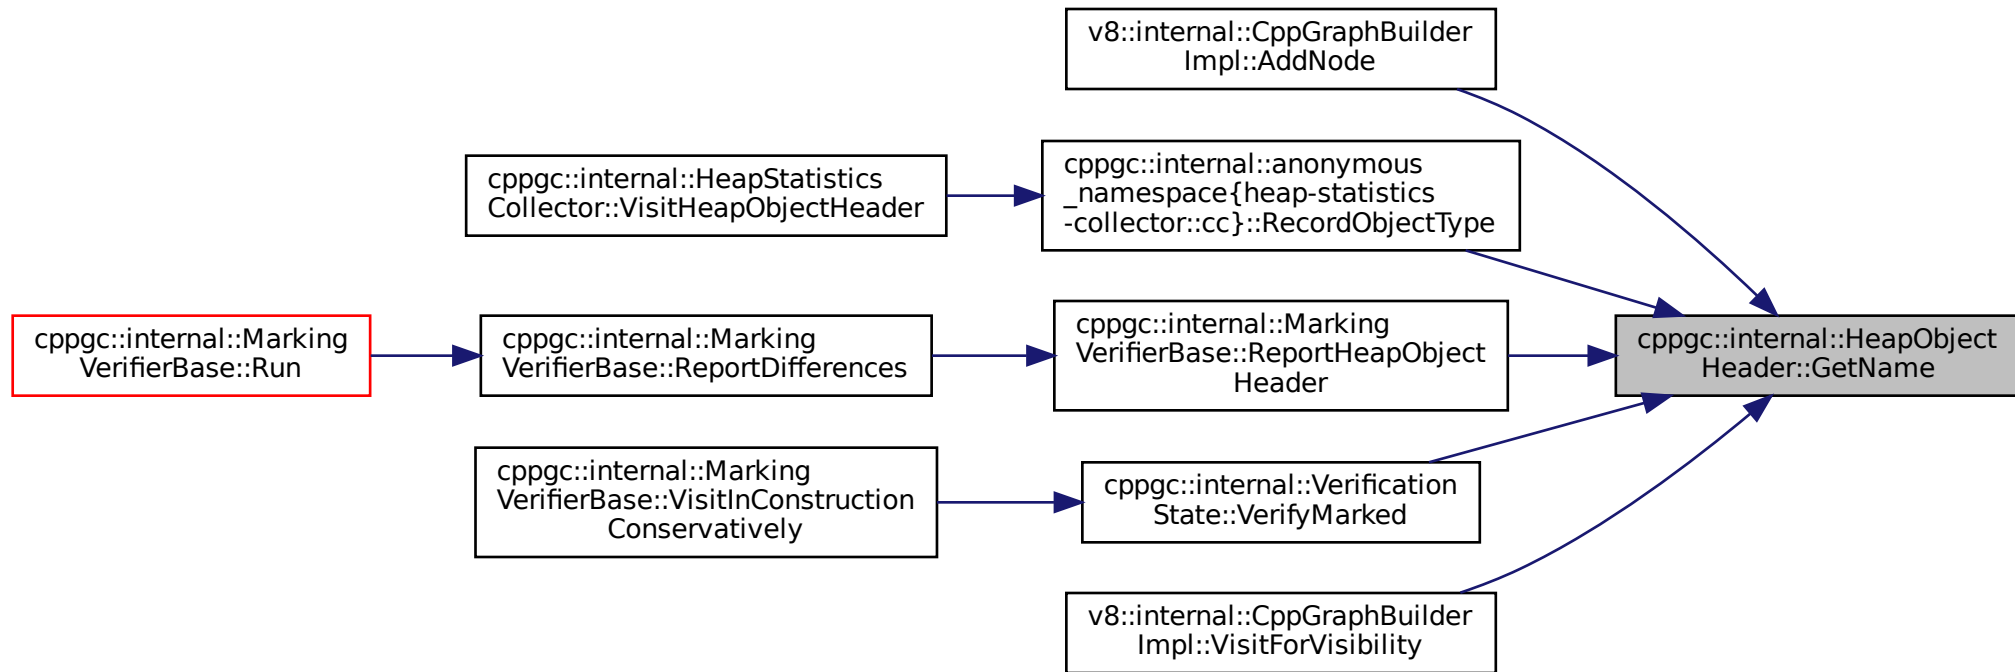 v8::internal::CppGraphBuilder
Impl::AddNode
cppgc::internal::HeapStatistics
Collector::VisitHeapObjectHeader
cppgc::internal::anonymous
_namespace{heap-statistics
-collector::cc}::RecordObjectType
cppgc::internal::Marking
VerifierBase::Run
cppgc::internal::Marking
VerifierBase::ReportDifferences
cppgc::internal::Marking
VerifierBase::ReportHeapObject
Header
cppgc::internal::HeapObject
Header::GetName
cppgc::internal::Marking
VerifierBase::VisitInConstruction
Conservatively
cppgc::internal::Verification
State::VerifyMarked
v8::internal::CppGraphBuilder
Impl::VisitForVisibility